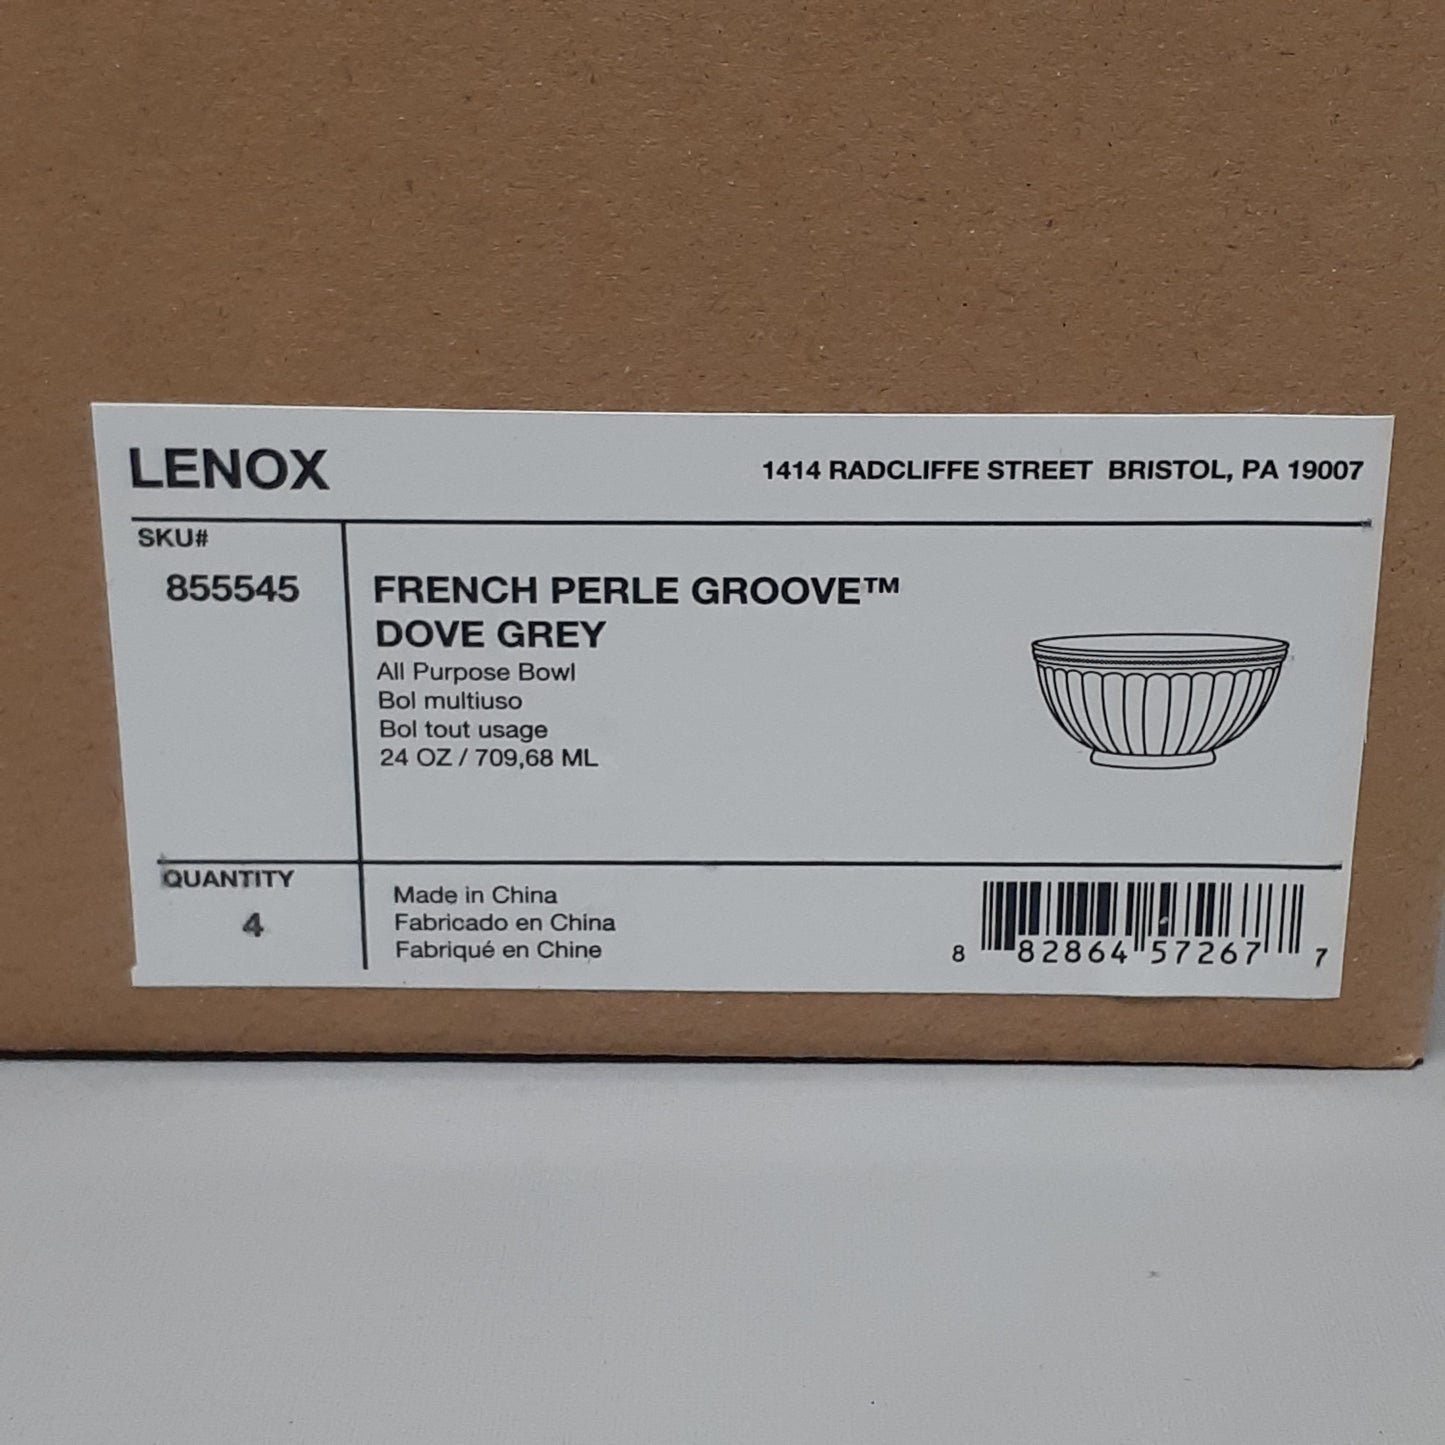 LENOX
1414 RADCLIFFE STREET BRISTOL, PA 19007
SKU#
855545
FRENCH PERLE GROOVE™
DOVE GREY
All Purpose Bowl
Bol multiuso
Bol tout usage
24 OZ / 709,68 ML
QUANTITY
4
Made in China
Fabricado en China
Fabriqué en Chine
8 82864 57267 7